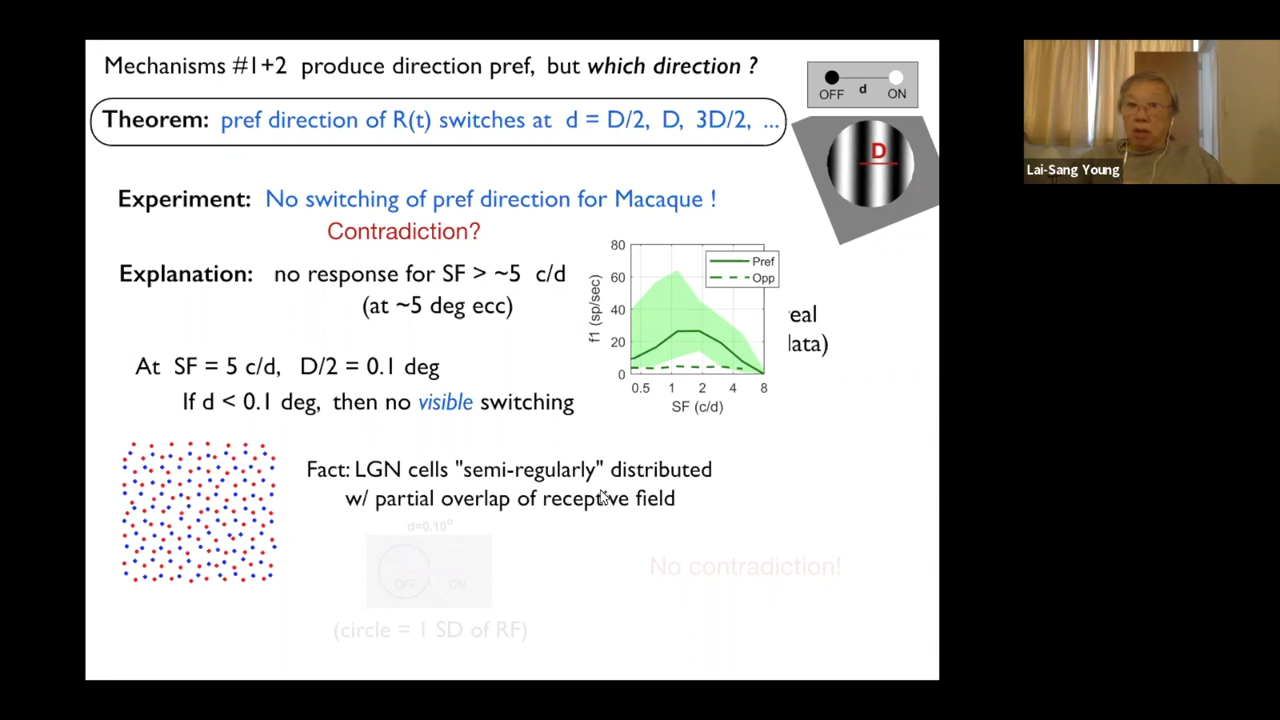 Mechanisms #1+2 produce direction pref, but which direction ?
OFF d ON
Theorem: pref direction of R(t) switches at d = D/2, D, 3D/2, ...
D
Lai-Sang Young
Experiment: No switching of pref direction for Macaque !
Contradiction?
Explanation: no response for SF > ~5 c/d
(at ~5 deg ecc)
80
60
40
20
0
f1 (sp/sec)
Pref
Opp
0.5 1 2 4 8
SF (c/d)
eal
lata)
At SF = 5 c/d, D/2 = 0.1 deg
If d < 0.1 deg, then no visible switching
Fact: LGN cells "semi-regularly" distributed
w/ partial overlap of receptive field
d=0.10°
OFF ON
No contradiction!
(circle = 1 SD of RF)